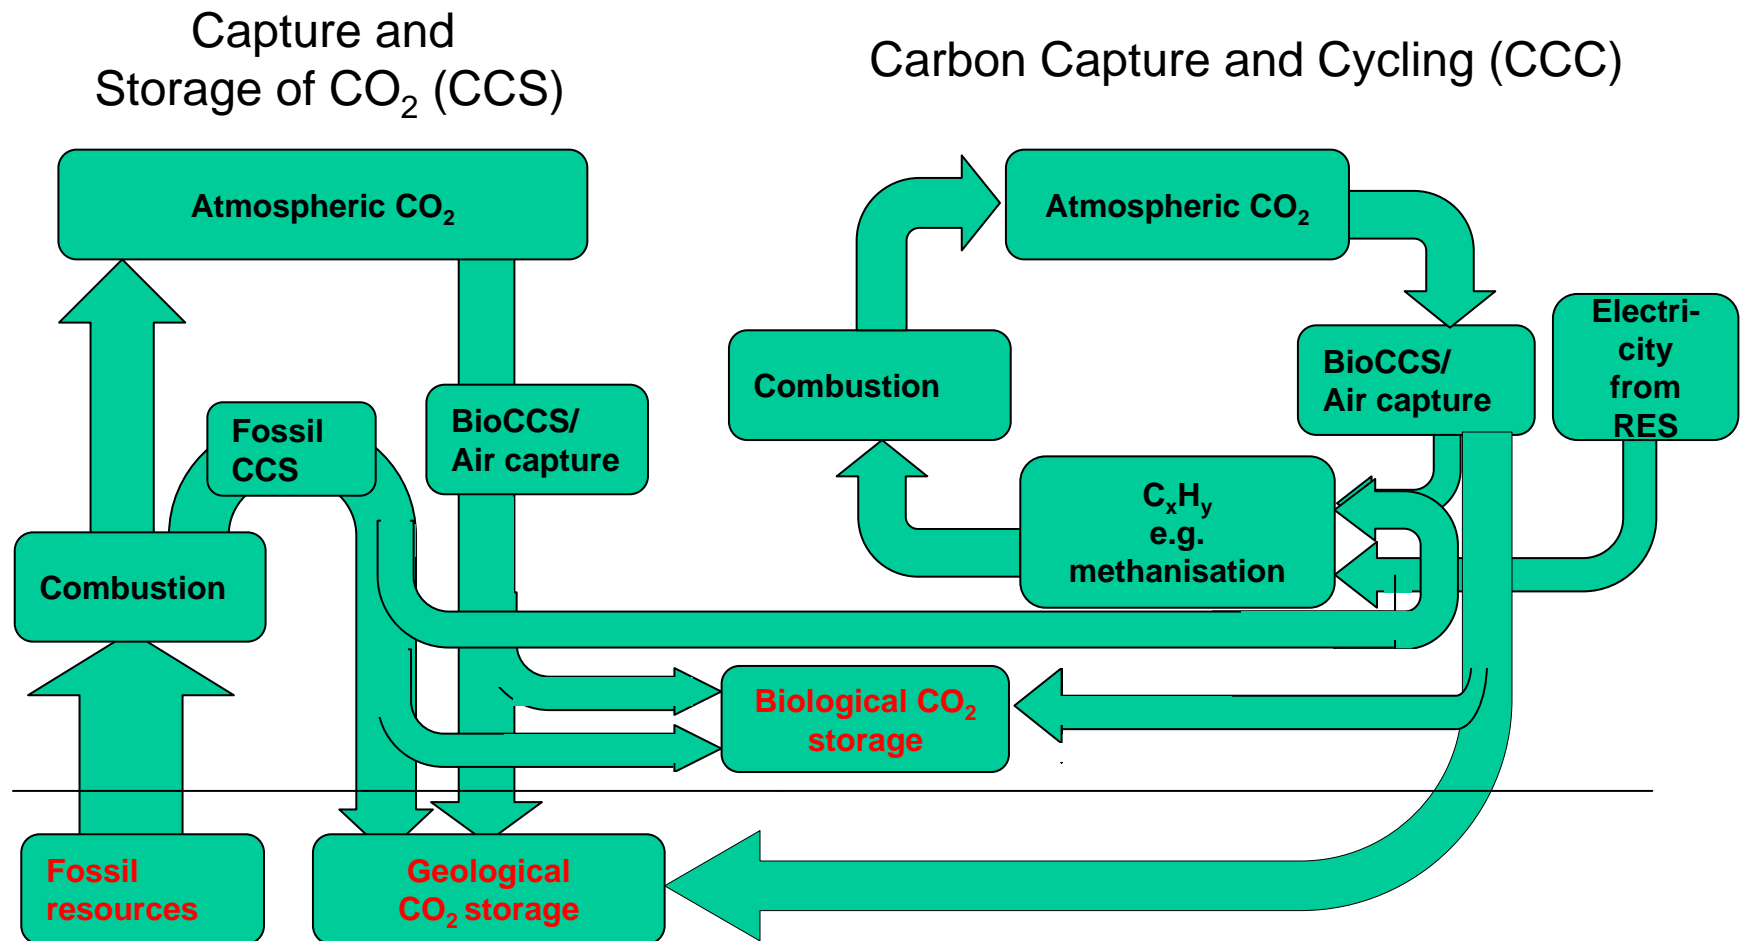 Capture and
Storage of CO₂ (CCS)
Carbon Capture and Cycling (CCC)
Atmospheric CO₂
Atmospheric CO₂
Electri-
city
from
RES
BioCCS/
Air capture
Combustion
Fossil
CCS
BioCCS/
Air capture
CₓHᵧ
e.g.
methanisation
Combustion
Biological CO₂
storage
Fossil
resources
Geological
CO₂ storage